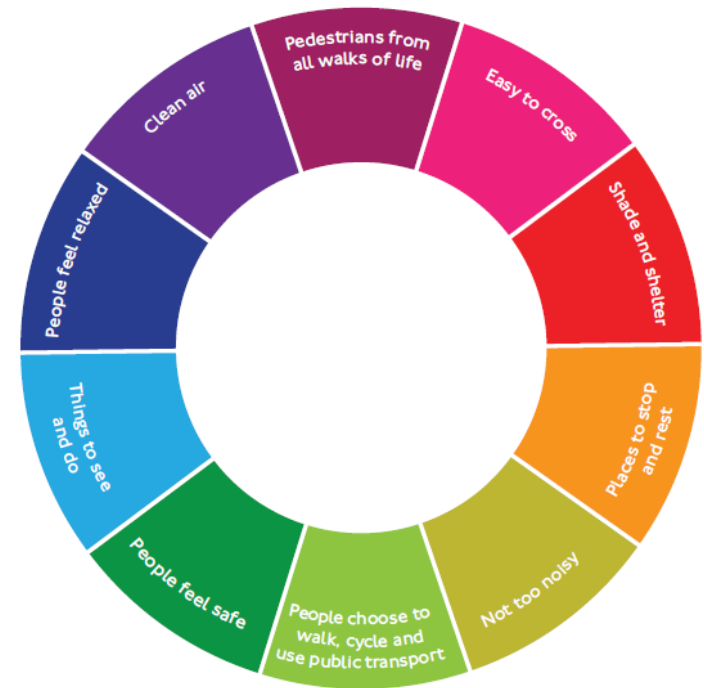 Pedestrians from
all walks of life
Easy to cross
Shade and shelter
Places to stop
and rest
Not too noisy
People choose to
walk, cycle and
use public transport
People feel safe
Things to see
and do
People feel relaxed
Clean air